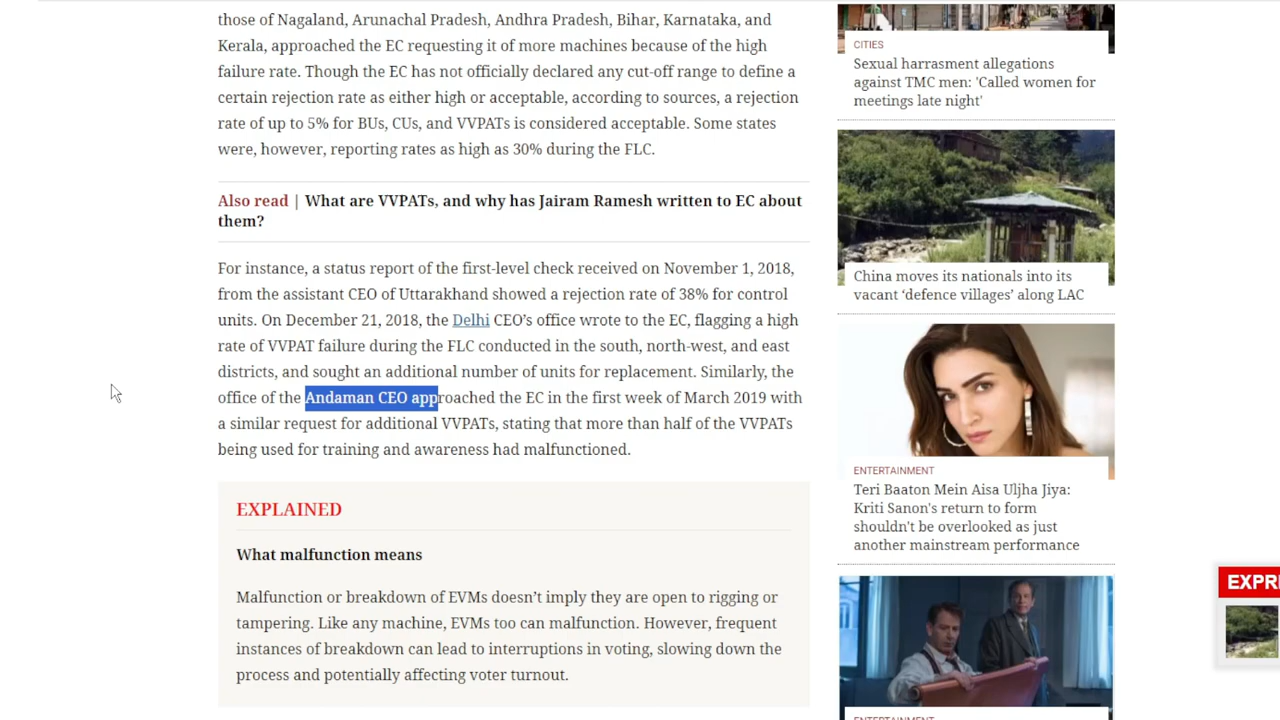 those of Nagaland, Arunachal Pradesh, Andhra Pradesh, Bihar, Karnataka, and
Kerala, approached the EC requesting it of more machines because of the high
failure rate. Though the EC has not officially declared any cut-off range to define a
certain rejection rate as either high or acceptable, according to sources, a rejection
rate of up to 5% for BUs, CUs, and VVPATs is considered acceptable. Some states
were, however, reporting rates as high as 30% during the FLC.
Also read | What are VVPATs, and why has Jairam Ramesh written to EC about
them?
For instance, a status report of the first-level check received on November 1, 2018,
from the assistant CEO of Uttarakhand showed a rejection rate of 38% for control
units. On December 21, 2018, the Delhi CEO’s office wrote to the EC, flagging a high
rate of VVPAT failure during the FLC conducted in the south, north-west, and east
districts, and sought an additional number of units for replacement. Similarly, the
office of the Andaman CEO approached the EC in the first week of March 2019 with
a similar request for additional VVPATs, stating that more than half of the VVPATs
being used for training and awareness had malfunctioned.
EXPLAINED
What malfunction means
Malfunction or breakdown of EVMs doesn’t imply they are open to rigging or
tampering. Like any machine, EVMs too can malfunction. However, frequent
instances of breakdown can lead to interruptions in voting, slowing down the
process and potentially affecting voter turnout.
CITIES
Sexual harrasment allegations
against TMC men: 'Called women for
meetings late night'
China moves its nationals into its
vacant ‘defence villages’ along LAC
ENTERTAINMENT
Teri Baaton Mein Aisa Uljha Jiya:
Kriti Sanon's return to form
shouldn't be overlooked as just
another mainstream performance
ENTERTAINMENT
EXPR